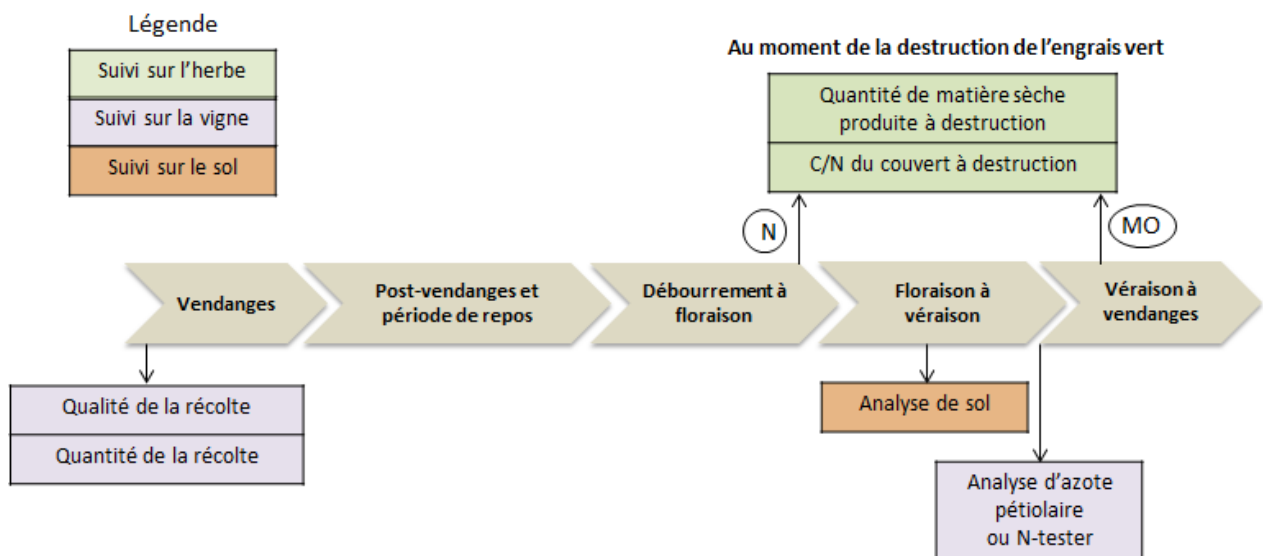 Légende
Suivi sur l'herbe
Suivi sur la vigne
Suivi sur le sol
Au moment de la destruction de l'engrais vert
Quantité de matière sèche
produite à destruction
C/N du couvert à destruction
N
MO
Vendanges
Post-vendanges et
période de repos
Débourrement à
floraison
Floraison à
véraison
Véraison à
vendanges
Qualité de la récolte
Quantité de la récolte
Analyse de sol
Analyse d'azote
pétiolaire
ou N-tester